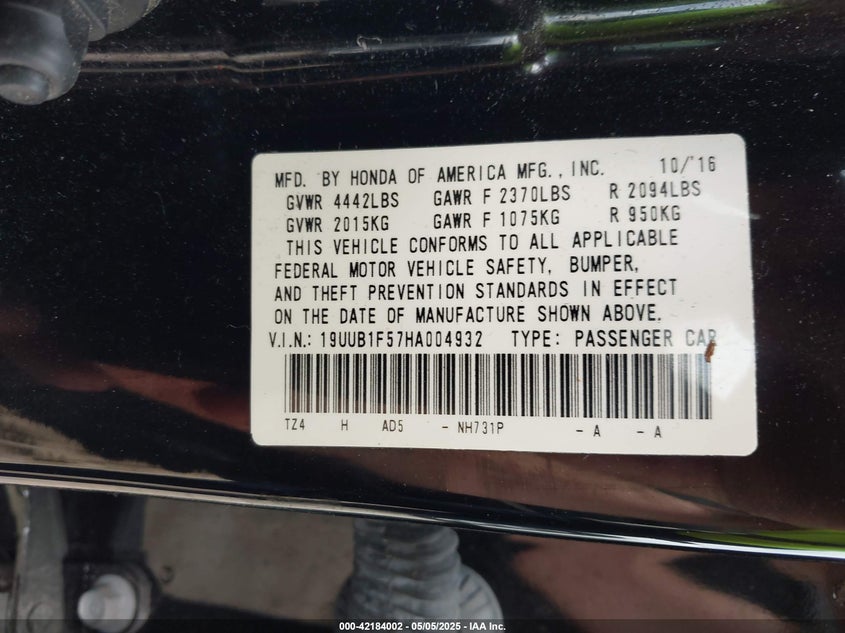 MFD. BY HONDA OF AMERICA MFG., INC. 10/'16
GVWR 4442LBS GAWR F 2370LBS R 2094LBS
GVWR 2015KG GAWR F 1075KG R 950KG
THIS VEHICLE CONFORMS TO ALL APPLICABLE
FEDERAL MOTOR VEHICLE SAFETY, BUMPER,
AND THEFT PREVENTION STANDARDS IN EFFECT
ON THE DATE OF MANUFACTURE SHOWN ABOVE.
V.I.N.: 19UUB1F57HA004932 TYPE: PASSENGER CAR
TZ4 H AD5 - NH731P - A - A
000-42184002 - 05/05/2025 - IAA Inc.